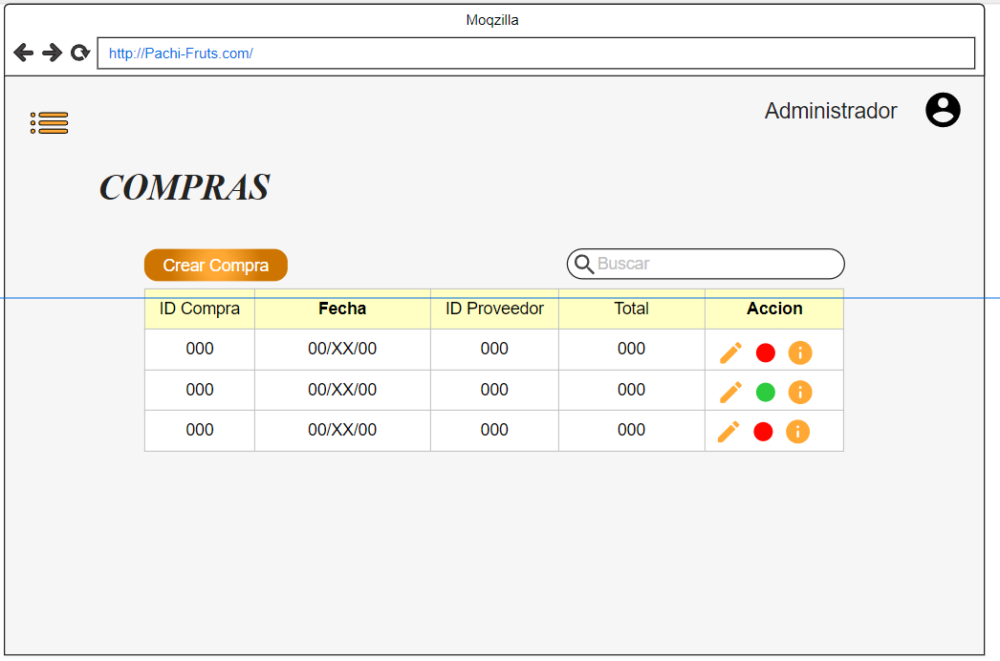 Moqzilla
http://Pachi-Fruts.com/
Administrador
COMPRAS
Crear Compra
Buscar
ID Compra Fecha ID Proveedor Total Accion
000 00/XX/00 000 000
000 00/XX/00 000 000
000 00/XX/00 000 000